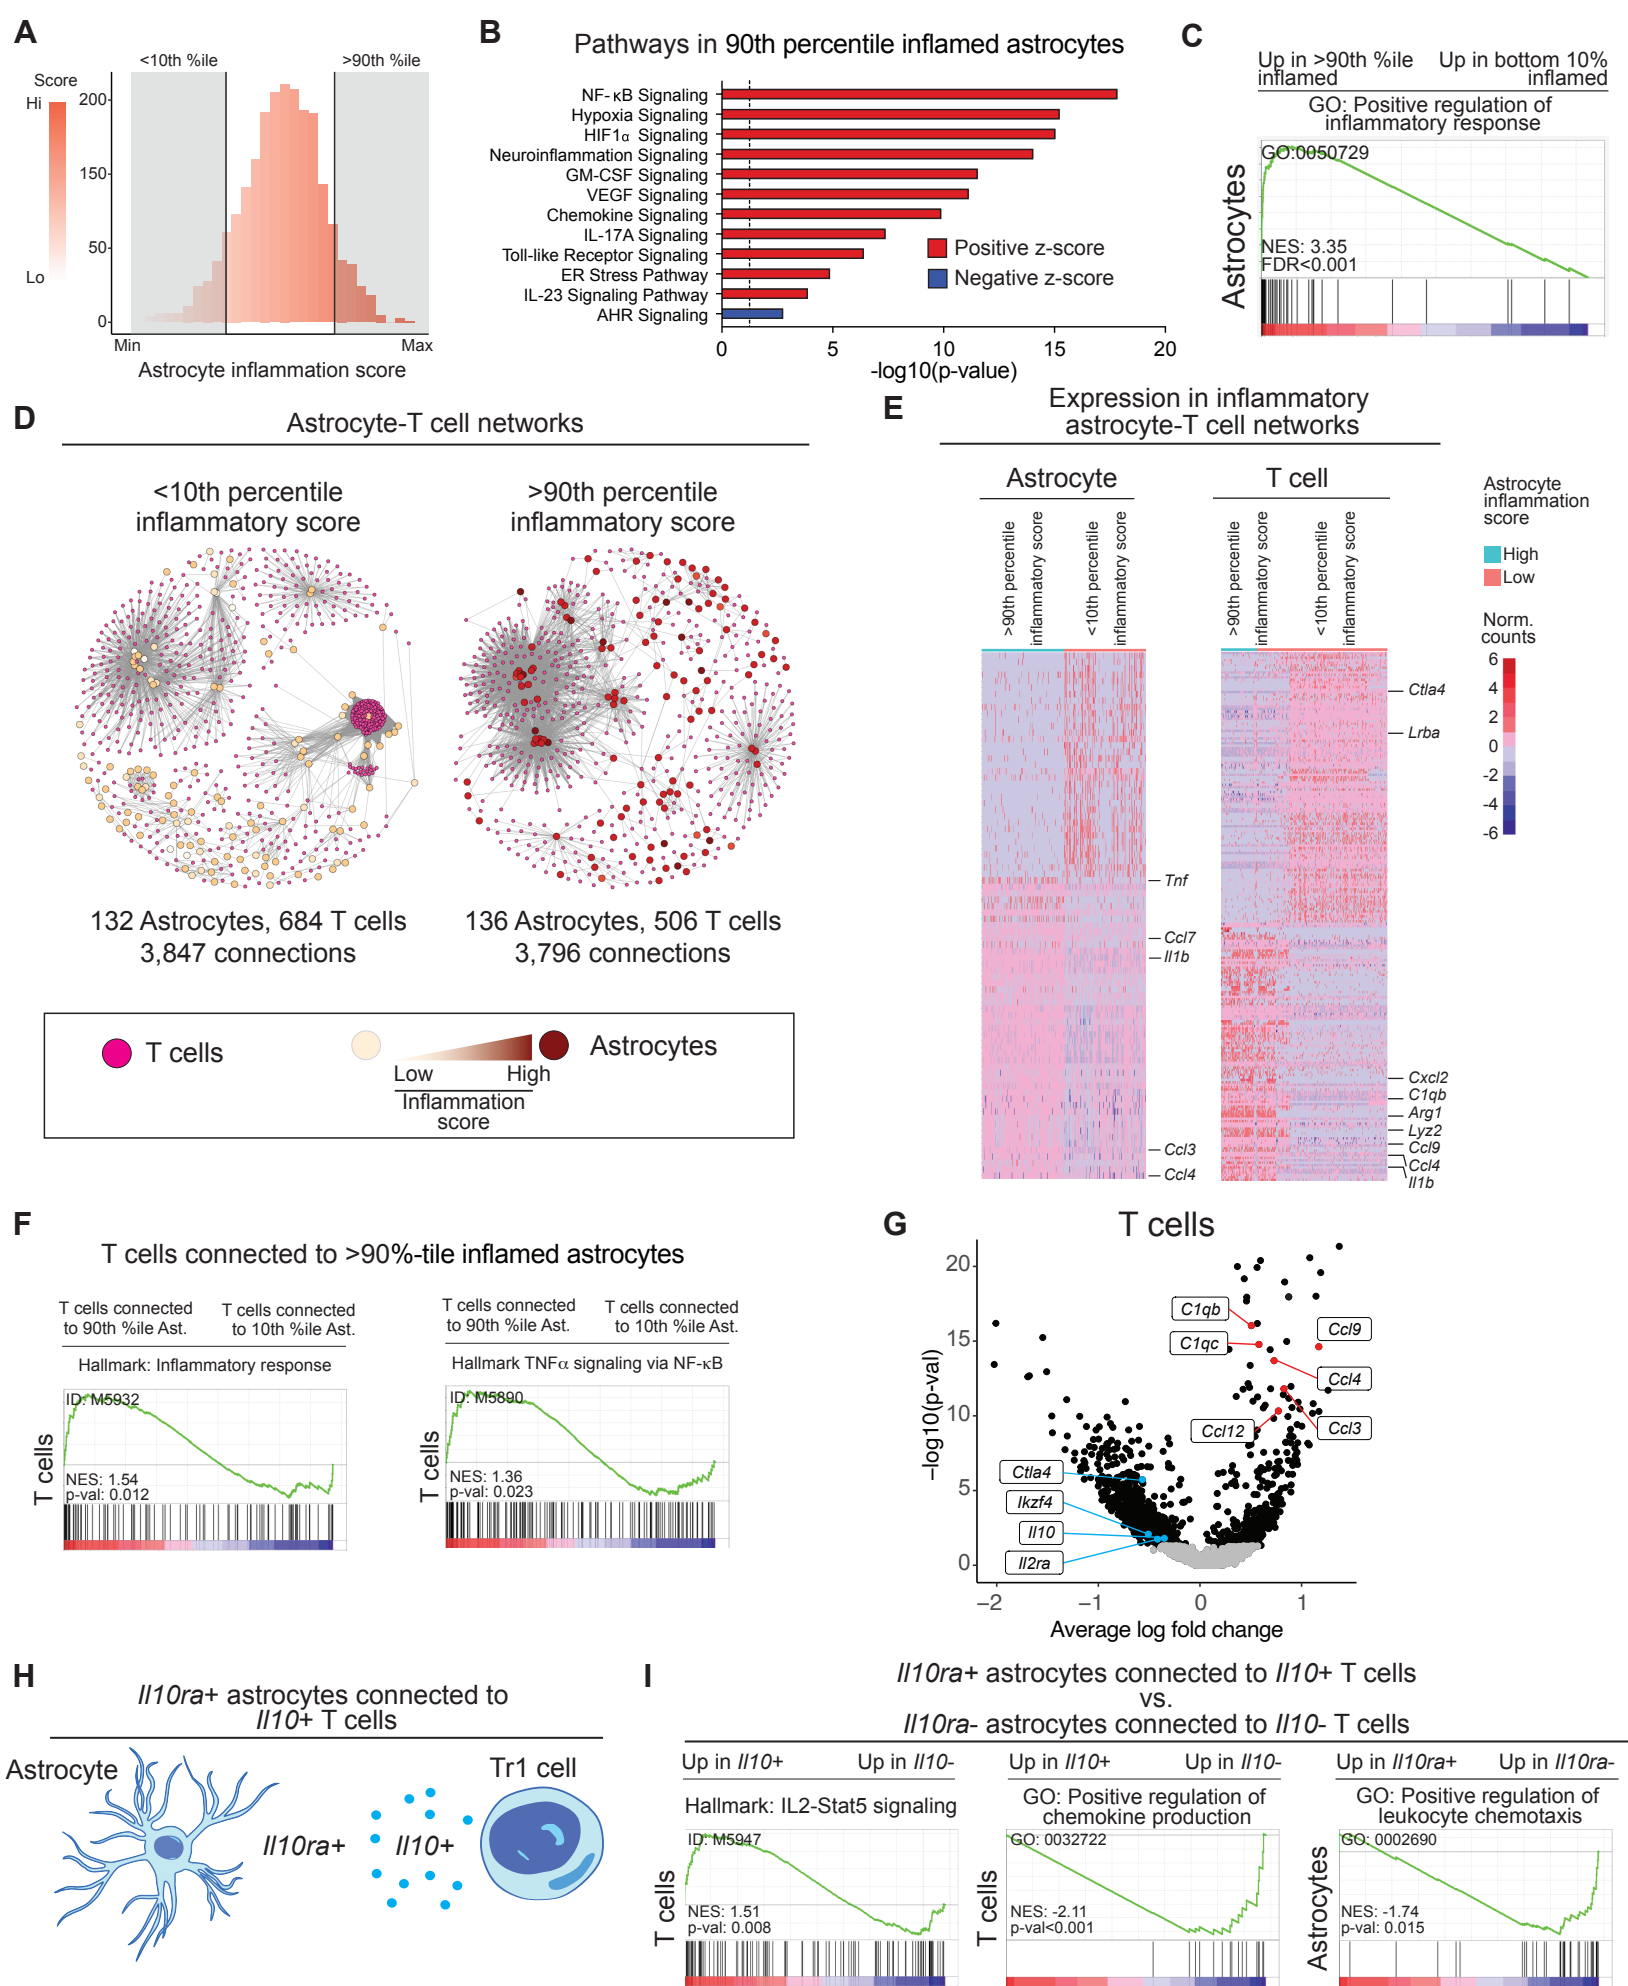 A
<10th %ile
>90th %ile
Score
Hi
Lo
200
150
50
0
Min
Max
Astrocyte inflammation score
B
Pathways in 90th percentile inflamed astrocytes
NF-κB Signaling
Hypoxia Signaling
HIF1α Signaling
Neuroinflammation Signaling
GM-CSF Signaling
VEGF Signaling
Chemokine Signaling
IL-17A Signaling
Toll-like Receptor Signaling
ER Stress Pathway
IL-23 Signaling Pathway
AHR Signaling
Positive z-score
Negative z-score
0 5 10 15 20
-log10(p-value)
C
Up in >90th %ile
inflamed
Up in bottom 10%
inflamed
GO: Positive regulation of
inflammatory response
GO:0050729
NES: 3.35
FDR<0.001
Astrocytes
D
Astrocyte-T cell networks
<10th percentile
inflammatory score
>90th percentile
inflammatory score
132 Astrocytes, 684 T cells
3,847 connections
136 Astrocytes, 506 T cells
3,796 connections
T cells
Low
High
Inflammation
score
Astrocytes
E
Expression in inflammatory
astrocyte-T cell networks
Astrocyte
T cell
>90th percentile
inflammatory score
<10th percentile
inflammatory score
>90th percentile
inflammatory score
<10th percentile
inflammatory score
Astrocyte
inflammation
score
High
Low
Norm.
counts
6
4
2
0
-2
-4
-6
Tnf
Ccl7
Il1b
Ccl3
Ccl4
Ctla4
Lrba
Cxcl2
C1qb
Arg1
Lyz2
Ccl9
Ccl4
Il1b
F
T cells connected to >90%-tile inflamed astrocytes
T cells connected
to 90th %ile Ast.
T cells connected
to 10th %ile Ast.
Hallmark: Inflammatory response
ID: M5932
NES: 1.54
p-val: 0.012
T cells
T cells connected
to 90th %ile Ast.
T cells connected
to 10th %ile Ast.
Hallmark TNFα signaling via NF-κB
ID: M5890
NES: 1.36
p-val: 0.023
T cells
G
T cells
20
15
10
5
0
−log10(p-val)
C1qb
C1qc
Ccl9
Ccl4
Ccl3
Ccl12
Ctla4
Ikzf4
Il10
Il2ra
−2 −1 0 1
Average log fold change
H
Il10ra+ astrocytes connected to
Il10+ T cells
Astrocyte
Tr1 cell
Il10ra+
Il10+
I
Il10ra+ astrocytes connected to Il10+ T cells
vs.
Il10ra- astrocytes connected to Il10- T cells
Up in Il10+
Up in Il10-
Hallmark: IL2-Stat5 signaling
ID: M5947
NES: 1.51
p-val: 0.008
T cells
Up in Il10+
Up in Il10-
GO: Positive regulation of
chemokine production
GO: 0032722
NES: -2.11
p-val<0.001
T cells
Up in Il10ra+
Up in Il10ra-
GO: Positive regulation of
leukocyte chemotaxis
GO: 0002690
NES: -1.74
p-val: 0.015
Astrocytes